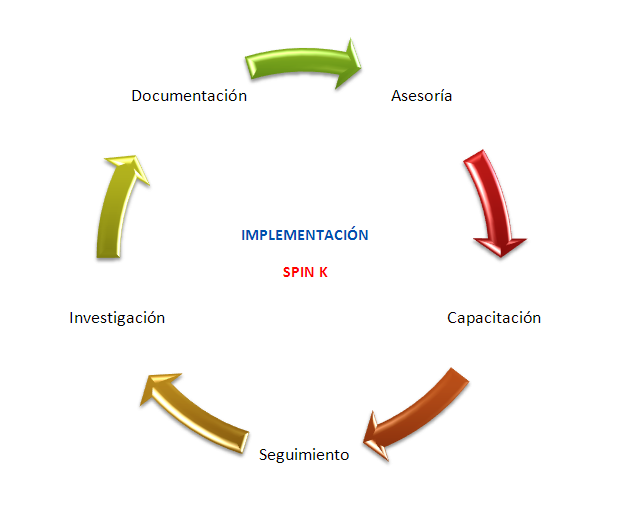 Documentación
Asesoría
IMPLEMENTACIÓN
SPIN K
Investigación
Capacitación
Seguimiento